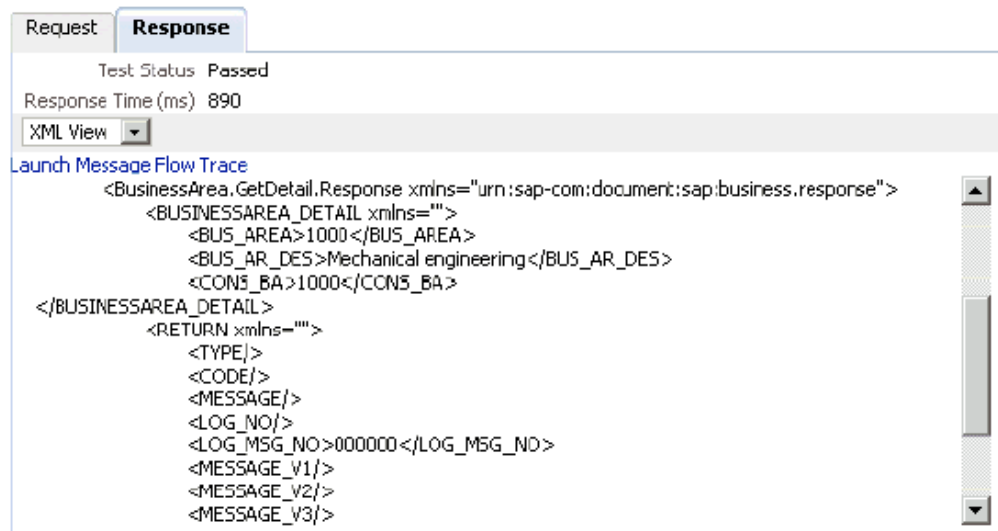 Request Response
Test Status Passed
Response Time (ms) 890
XML View
Launch Message Flow Trace
<BusinessArea.GetDetail.Response xmlns="urn:sap-com:document:sap:business.response">
<BUSINESSAREA_DETAIL xmlns="">
<BUS_AREA>1000</BUS_AREA>
<BUS_AR_DES>Mechanical engineering</BUS_AR_DES>
<CONS_BA>1000</CONS_BA>
</BUSINESSAREA_DETAIL>
<RETURN xmlns="">
<TYPE/>
<CODE/>
<MESSAGE/>
<LOG_NO/>
<LOG_MSG_NO>000000</LOG_MSG_NO>
<MESSAGE_V1/>
<MESSAGE_V2/>
<MESSAGE_V3/>